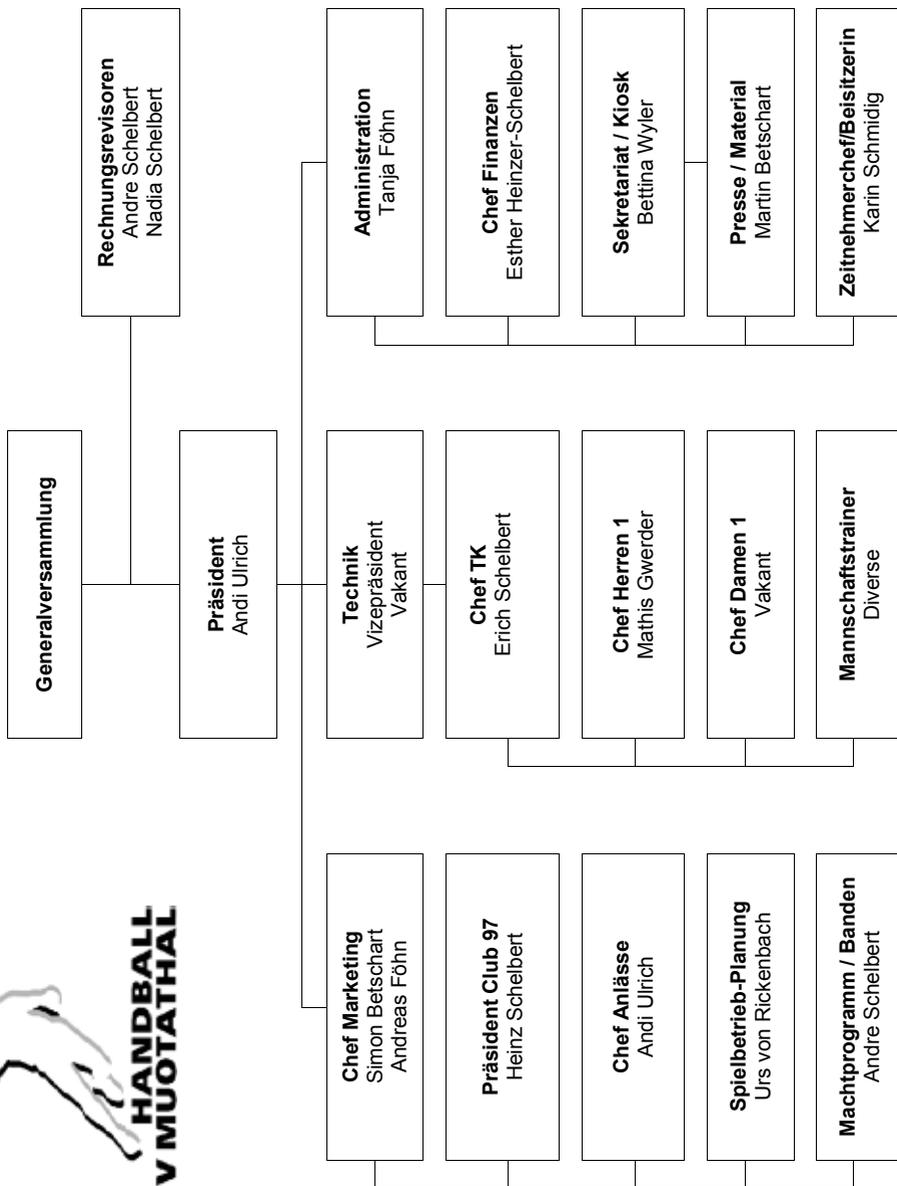 HANDBALL
V MUOTATHAL
Generalversammlung
Rechnungsrevisoren
Andre Schelbert
Nadia Schelbert
Präsident
Andi Ulrich
Chef Marketing
Simon Betschart
Andreas Föhn
Technik
Vizepräsident
Vakant
Administration
Tanja Föhn
Präsident Club 97
Heinz Schelbert
Chef TK
Erich Schelbert
Chef Finanzen
Esther Heinzer-Schelbert
Chef Anlässe
Andi Ulrich
Chef Herren 1
Mathis Gwerder
Sekretariat / Kiosk
Bettina Wyler
Spielbetrieb-Planung
Urs von Rickenbach
Chef Damen 1
Vakant
Presse / Material
Martin Betschart
Machtprogramm / Banden
Andre Schelbert
Mannschaftstrainer
Diverse
Zeitnehmerchef/Beisitzerin
Karin Schmidig